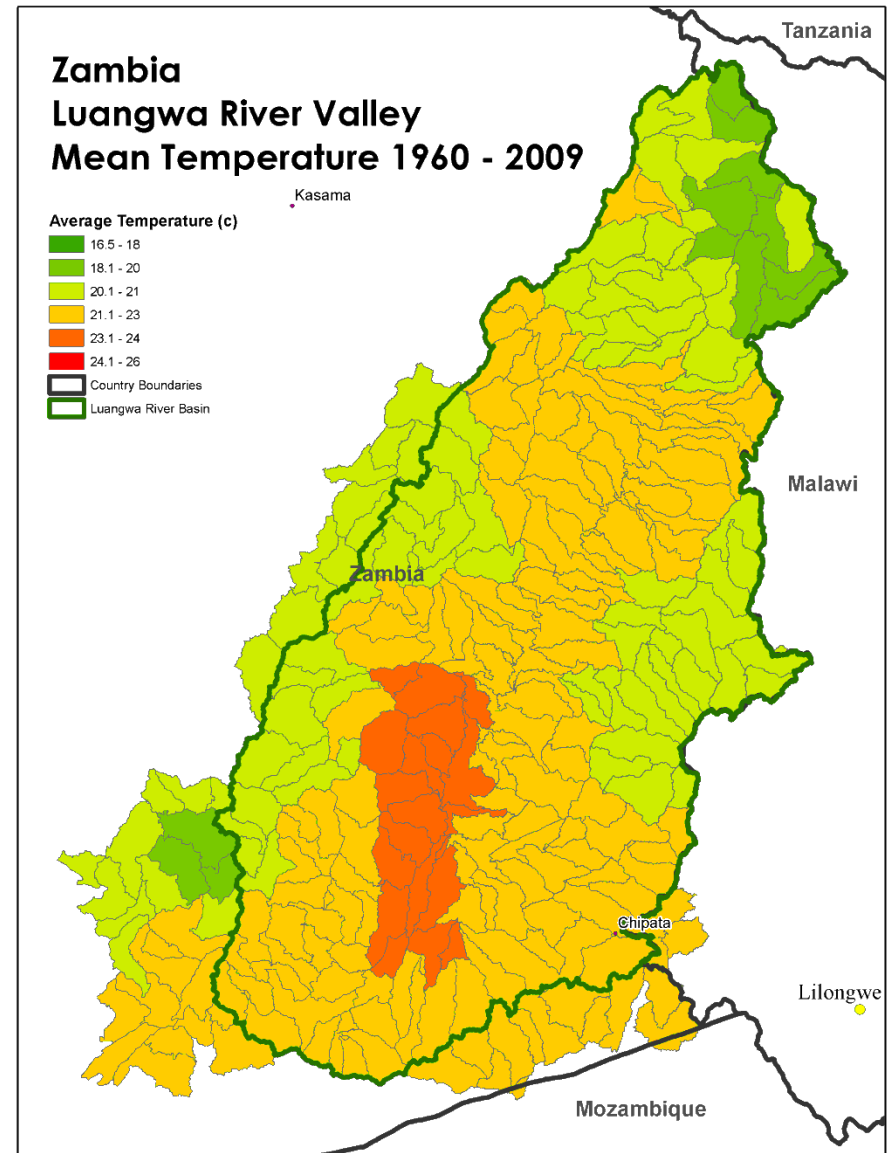 Tanzania
Zambia
Luangwa River Valley
Mean Temperature 1960 - 2009
Kasama
Average Temperature (c)
16.5 - 18
18.1 - 20
20.1 - 21
21.1 - 23
23.1 - 24
24.1 - 26
Country Boundaries
Luangwa River Basin
Malawi
Zambia
Chipata
Lilongwe
Mozambique